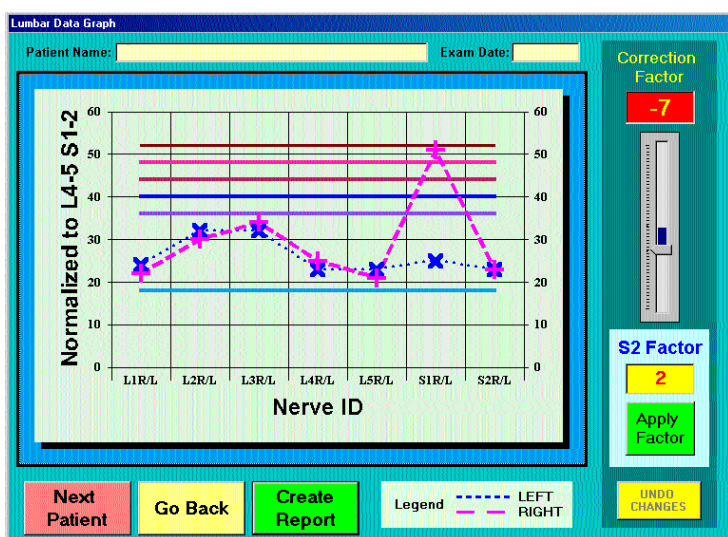 Lumbar Data Graph
Patient Name:
Exam Date:
Correction
Factor
-7
Normalized to L4-5 S1-2
60
50
40
30
20
10
0
60
50
40
30
20
10
0
L1R/L L2R/L L3R/L L4R/L L5R/L S1R/L S2R/L
Nerve ID
S2 Factor
2
Apply
Factor
Next
Patient
Go Back
Create
Report
Legend
LEFT
RIGHT
UNDO
CHANGES